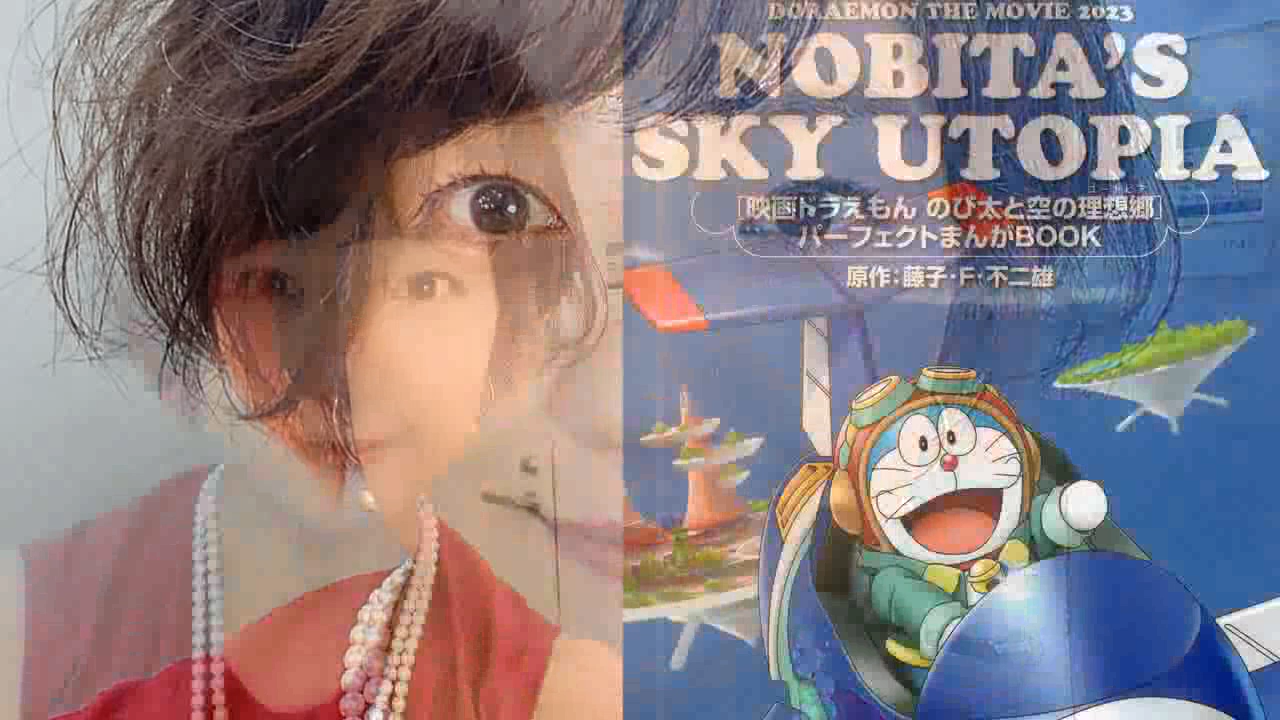 DORAEMON THE MOVIE 2023
NOBITA'S
SKY UTOPIA
[映画ドラえもん のび太と空の理想郷]
パーフェクトまんがBOOK
原作:藤子・F・不二雄